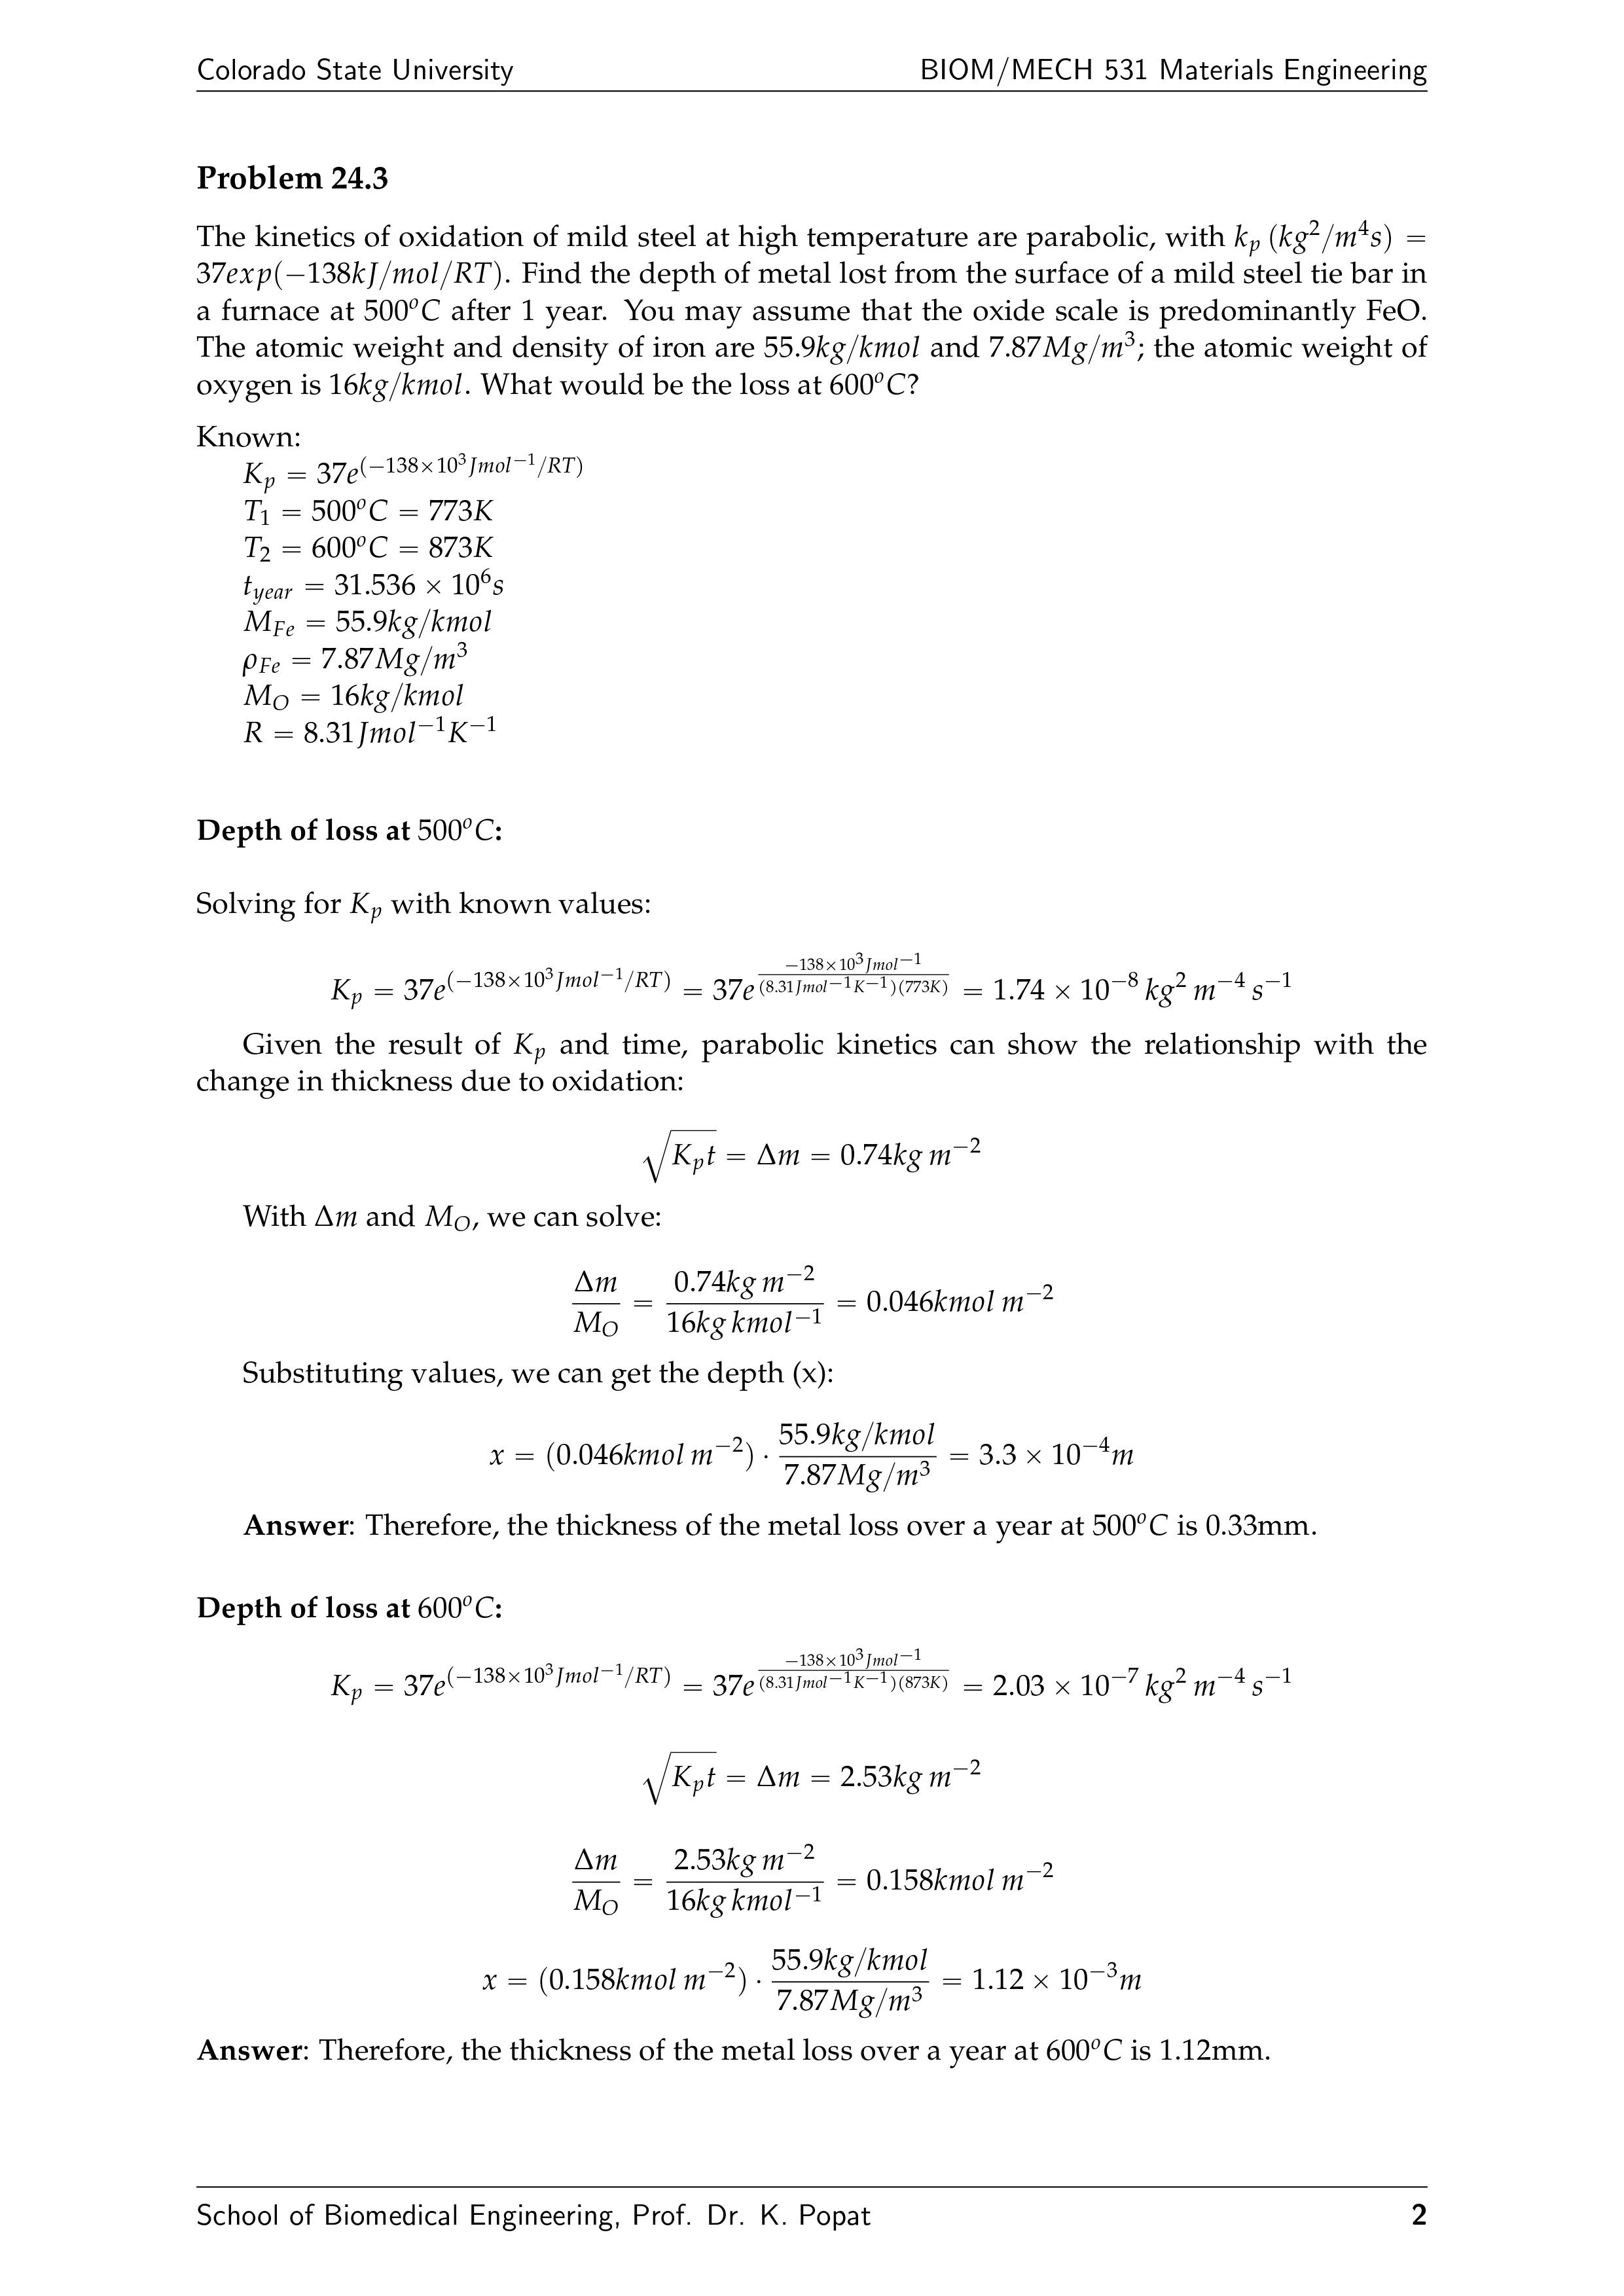 Colorado State University BIOM/MECH 531 Materials Engineering
Problem 24.3
The kinetics of oxidation of mild steel at high temperature are parabolic, with $k_p$ $(kg^2/m^4s)$ =
$37exp(-138kJ/mol/RT)$. Find the depth of metal lost from the surface of a mild steel tie bar in
a furnace at $500^oC$ after 1 year. You may assume that the oxide scale is predominantly FeO.
The atomic weight and density of iron are $55.9kg/kmol$ and $7.87Mg/m^3$; the atomic weight of
oxygen is $16kg/kmol$. What would be the loss at $600^oC$?
Known:
$K_p = 37e^{(-138\times10^3Jmol^{-1}/RT)}$
$T_1 = 500^oC = 773K$
$T_2 = 600^oC = 873K$
$t_{year} = 31.536 \times 10^6s$
$M_{Fe} = 55.9kg/kmol$
$\rho_{Fe} = 7.87Mg/m^3$
$M_O = 16kg/kmol$
$R = 8.31Jmol^{-1}K^{-1}$
Depth of loss at $500^oC$:
Solving for $K_p$ with known values:
$K_p = 37e^{(-138\times10^3Jmol^{-1}/RT)} = 37e^{\frac{-138\times10^3Jmol^{-1}}{(8.31Jmol^{-1}K^{-1})(773K)}} = 1.74 \times 10^{-8}\,kg^2\,m^{-4}\,s^{-1}$
Given the result of $K_p$ and time, parabolic kinetics can show the relationship with the
change in thickness due to oxidation:
$\sqrt{K_pt} = \Delta m = 0.74kg\,m^{-2}$
With $\Delta m$ and $M_O$, we can solve:
$\frac{\Delta m}{M_O} = \frac{0.74kg\,m^{-2}}{16kg\,kmol^{-1}} = 0.046kmol\,m^{-2}$
Substituting values, we can get the depth (x):
$x = (0.046kmol\,m^{-2}) \cdot \frac{55.9kg/kmol}{7.87Mg/m^3} = 3.3 \times 10^{-4}m$
Answer: Therefore, the thickness of the metal loss over a year at $500^oC$ is 0.33mm.
Depth of loss at $600^oC$:
$K_p = 37e^{(-138\times10^3Jmol^{-1}/RT)} = 37e^{\frac{-138\times10^3Jmol^{-1}}{(8.31Jmol^{-1}K^{-1})(873K)}} = 2.03 \times 10^{-7}\,kg^2\,m^{-4}\,s^{-1}$
$\sqrt{K_pt} = \Delta m = 2.53kg\,m^{-2}$
$\frac{\Delta m}{M_O} = \frac{2.53kg\,m^{-2}}{16kg\,kmol^{-1}} = 0.158kmol\,m^{-2}$
$x = (0.158kmol\,m^{-2}) \cdot \frac{55.9kg/kmol}{7.87Mg/m^3} = 1.12 \times 10^{-3}m$
Answer: Therefore, the thickness of the metal loss over a year at $600^oC$ is 1.12mm.
School of Biomedical Engineering, Prof. Dr. K. Popat 2